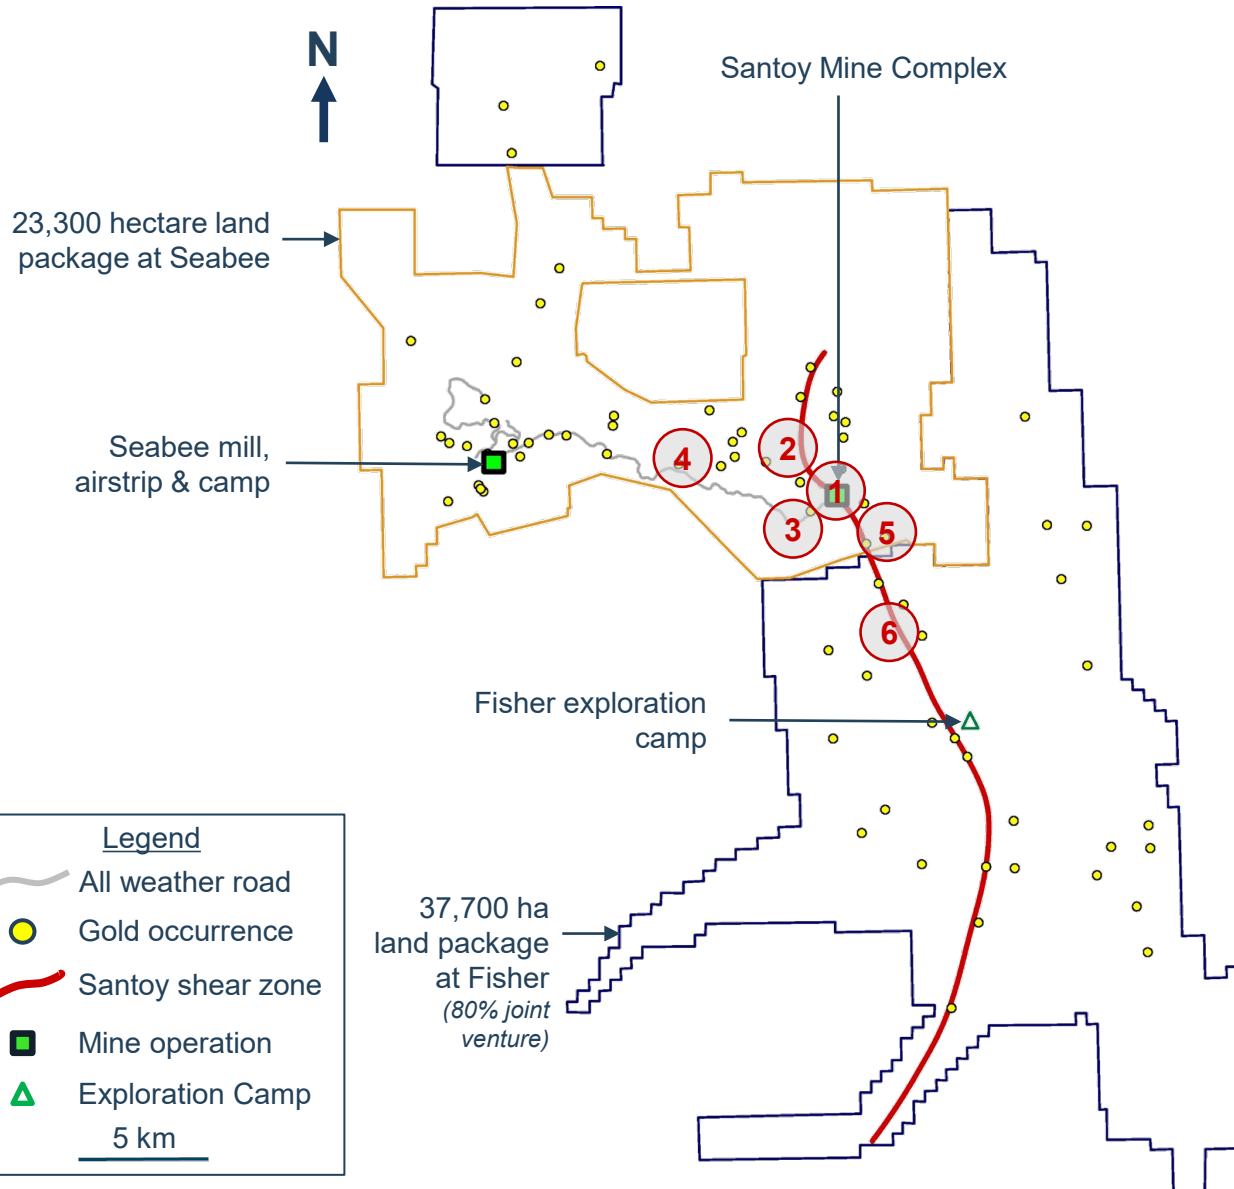 N
Santoy Mine Complex
23,300 hectare land
package at Seabee
Seabee mill,
airstrip & camp
4
2
1
3
5
6
Fisher exploration
camp
37,700 ha
land package
at Fisher
(80% joint
venture)
Legend
All weather road
Gold occurrence
Santoy shear zone
Mine operation
Exploration Camp
5 km